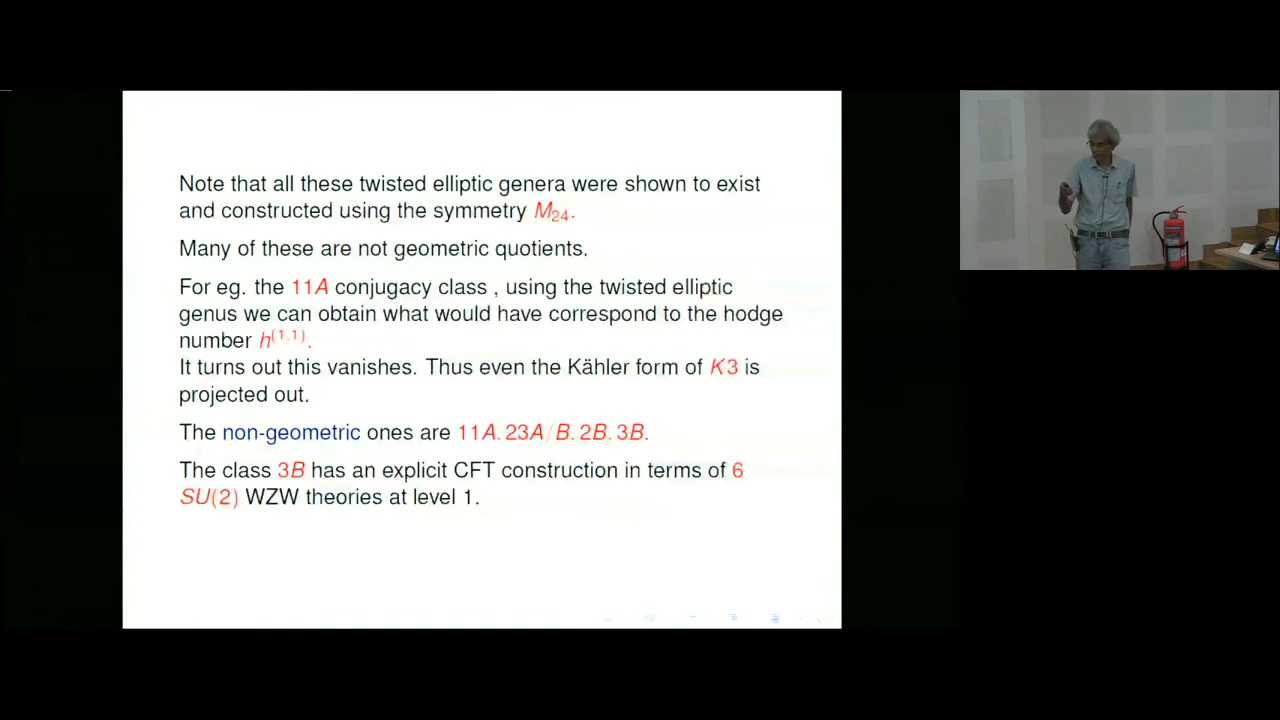 Note that all these twisted elliptic genera were shown to exist
and constructed using the symmetry M₂₄.
Many of these are not geometric quotients.
For eg. the 11A conjugacy class , using the twisted elliptic
genus we can obtain what would have correspond to the hodge
number h⁽¹,¹⁾.
It turns out this vanishes. Thus even the Kähler form of K3 is
projected out.
The non-geometric ones are 11A, 23A/B, 2B, 3B.
The class 3B has an explicit CFT construction in terms of 6
SU(2) WZW theories at level 1.